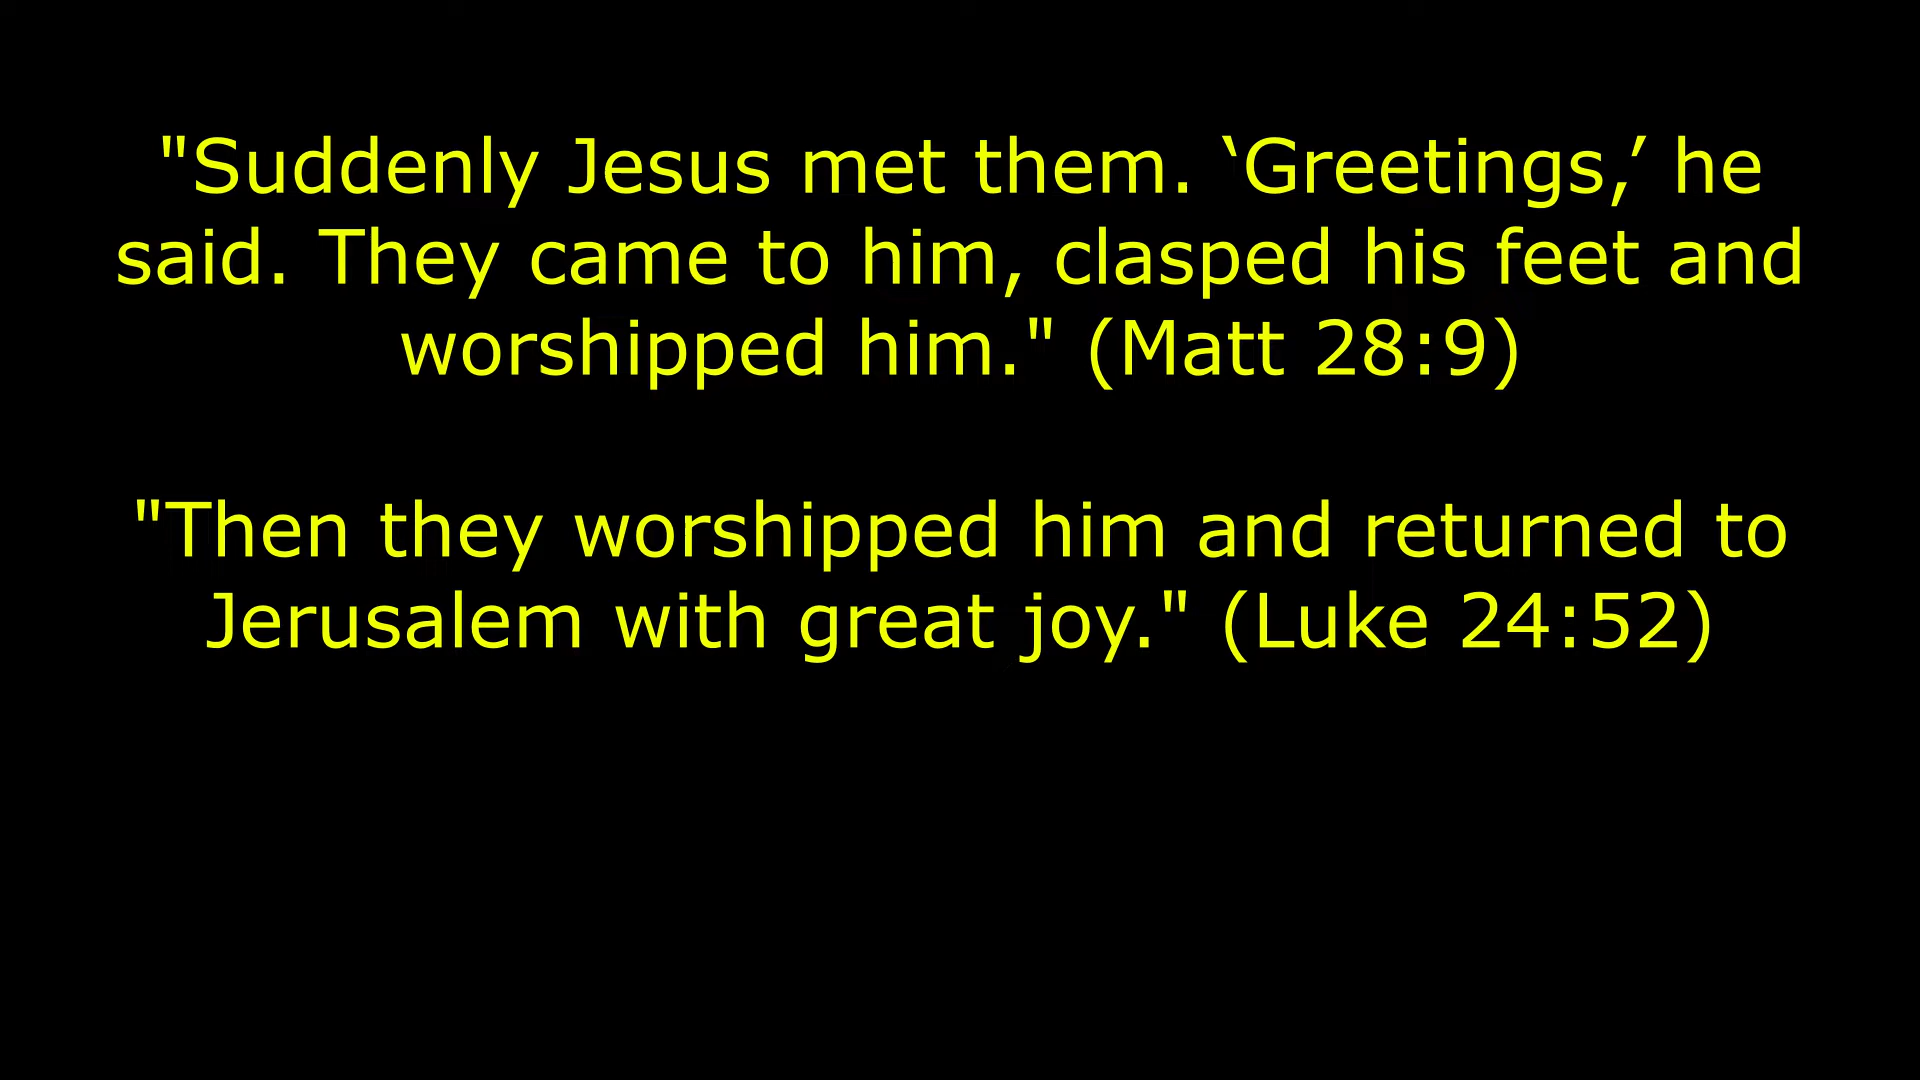 "Suddenly Jesus met them. ‘Greetings,’ he
said. They came to him, clasped his feet and
worshipped him." (Matt 28:9)
"Then they worshipped him and returned to
Jerusalem with great joy." (Luke 24:52)